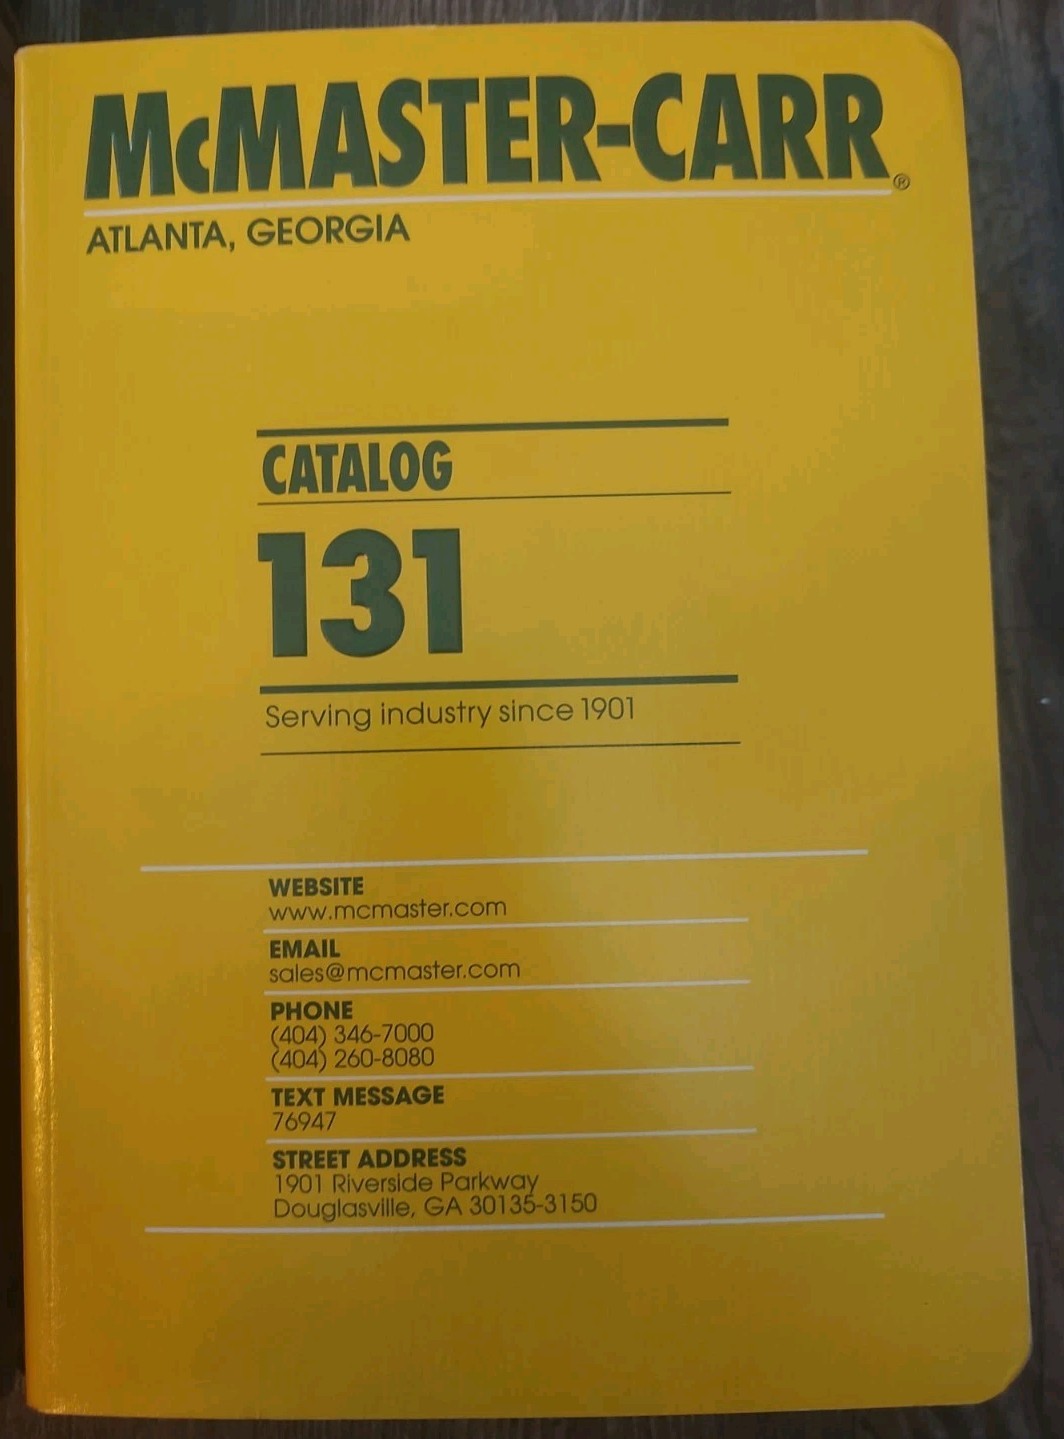 McMASTER-CARR®
ATLANTA, GEORGIA
CATALOG
131
Serving industry since 1901
WEBSITE
www.mcmaster.com
EMAIL
sales@mcmaster.com
PHONE
(404) 346-7000
(404) 260-8080
TEXT MESSAGE
76947
STREET ADDRESS
1901 Riverside Parkway
Douglasville, GA 30135-3150